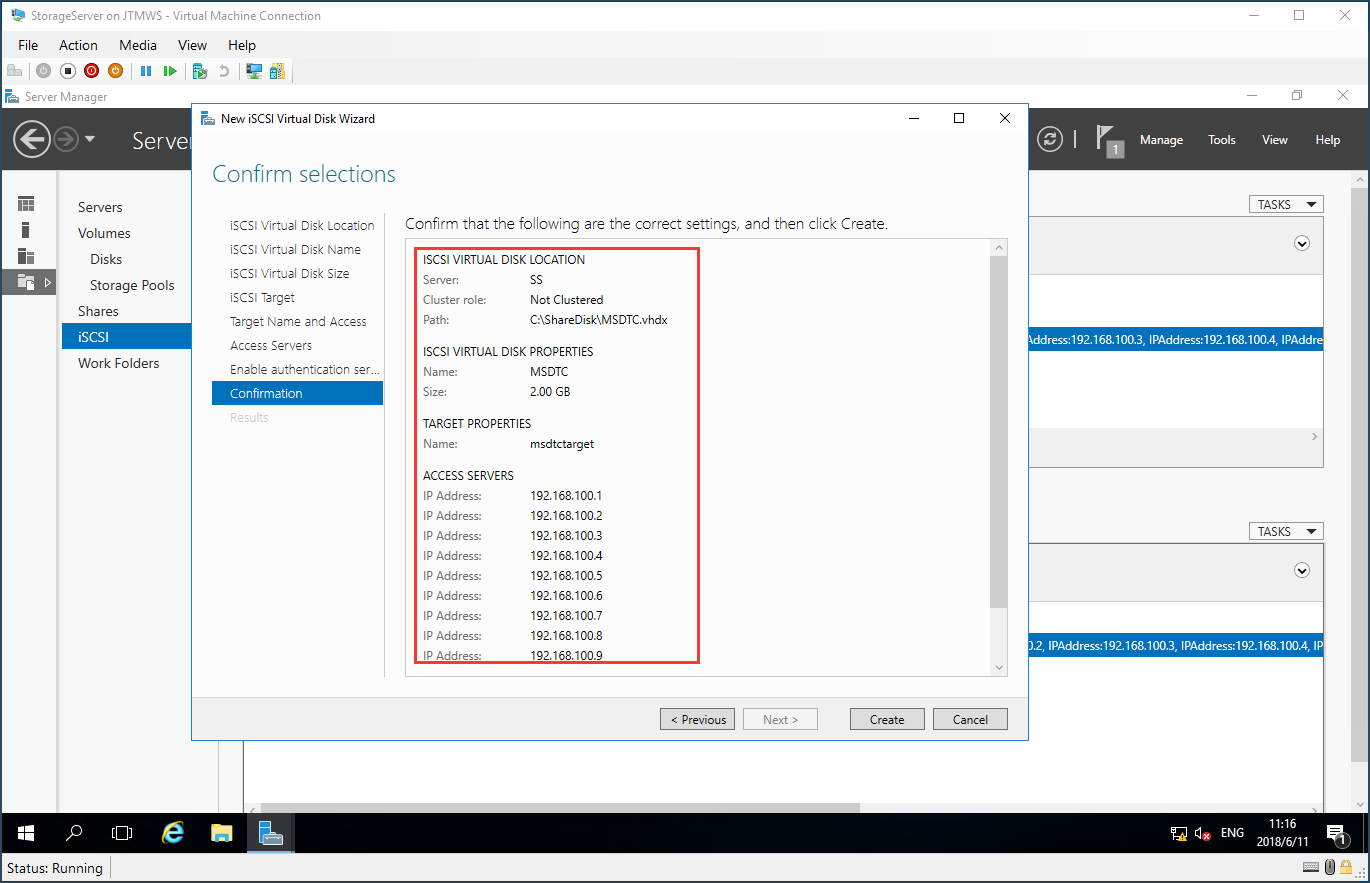 StorageServer on JTMWS - Virtual Machine Connection
File Action Media View Help
Server Manager
New iSCSI Virtual Disk Wizard
Server
1
Manage Tools View Help
Confirm selections
Servers
Volumes
Disks
Storage Pools
Shares
iSCSI
Work Folders
iSCSI Virtual Disk Location
iSCSI Virtual Disk Name
iSCSI Virtual Disk Size
iSCSI Target
Target Name and Access
Access Servers
Enable authentication ser...
Confirmation
Results
Confirm that the following are the correct settings, and then click Create.
ISCSI VIRTUAL DISK LOCATION
Server: SS
Cluster role: Not Clustered
Path: C:\ShareDisk\MSDTC.vhdx
ISCSI VIRTUAL DISK PROPERTIES
Name: MSDTC
Size: 2.00 GB
TARGET PROPERTIES
Name: msdtctarget
ACCESS SERVERS
IP Address: 192.168.100.1
IP Address: 192.168.100.2
IP Address: 192.168.100.3
IP Address: 192.168.100.4
IP Address: 192.168.100.5
IP Address: 192.168.100.6
IP Address: 192.168.100.7
IP Address: 192.168.100.8
IP Address: 192.168.100.9
< Previous Next > Create Cancel
TASKS
Address:192.168.100.3, IPAddress:192.168.100.4, IPAddre
TASKS
0.2, IPAddress:192.168.100.3, IPAddress:192.168.100.4, IP
ENG
11:16
2018/6/11
1
Status: Running